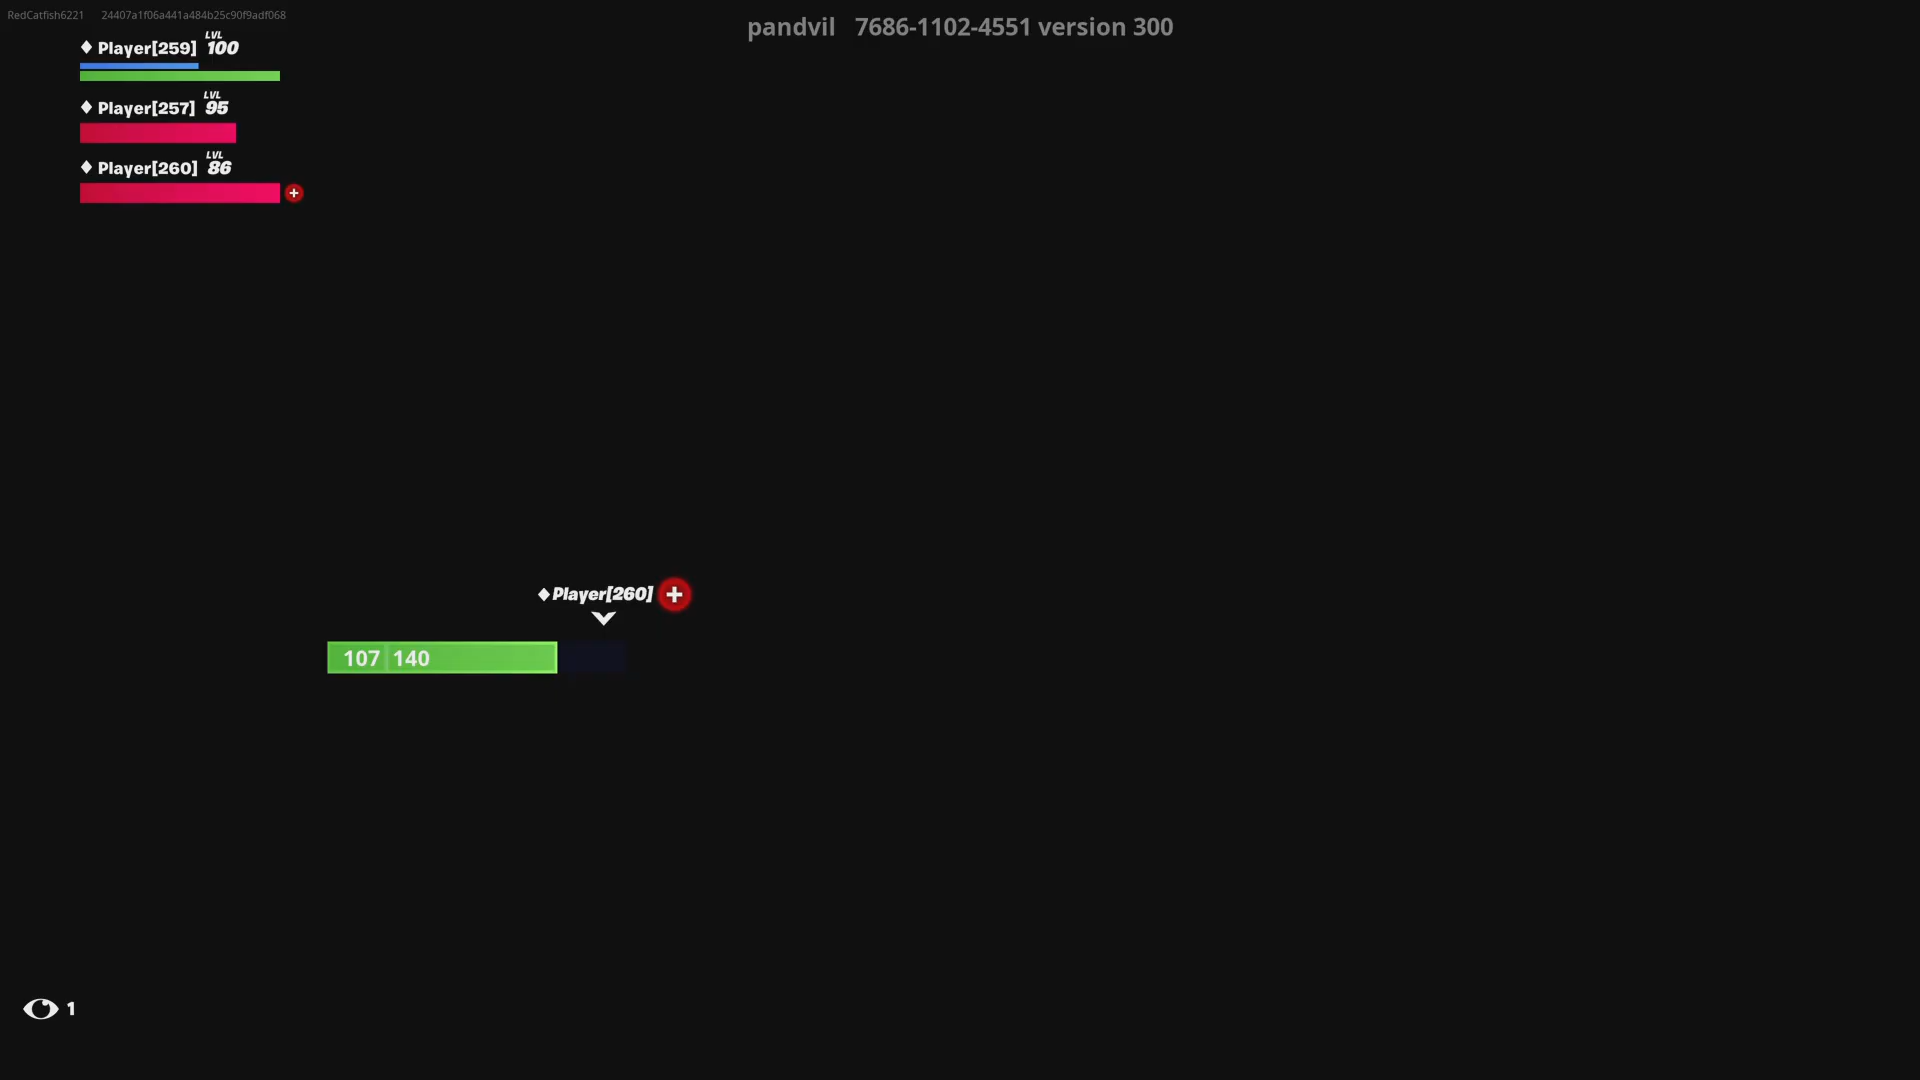 RedCatfish6221 24407a1f06a441a484b25c90f9adf068
pandvil 7686-1102-4551 version 300
Player[259] LVL 100
Player[257] LVL 95
Player[260] LVL 86
Player[260]
107 140
1